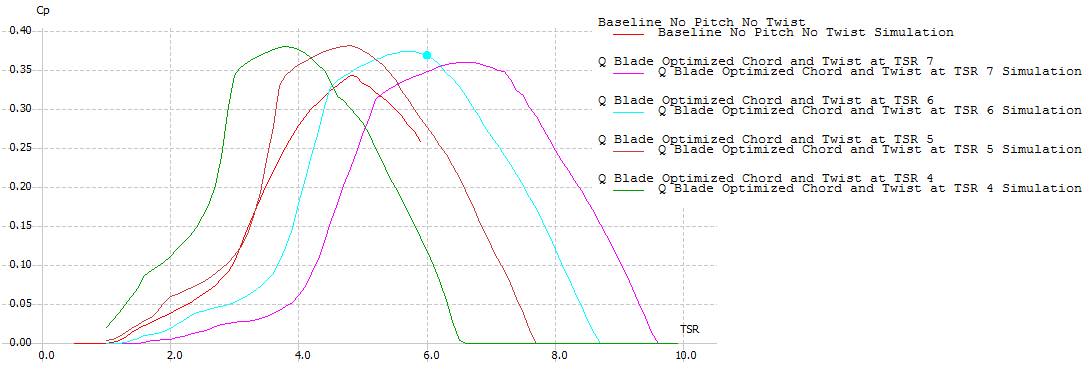 Cp
0.40
0.35
0.30
0.25
0.20
0.15
0.10
0.05
0.00
0.0 2.0 4.0 6.0 8.0 10.0
TSR
Baseline No Pitch No Twist
Baseline No Pitch No Twist Simulation
Q Blade Optimized Chord and Twist at TSR 7
Q Blade Optimized Chord and Twist at TSR 7 Simulation
Q Blade Optimized Chord and Twist at TSR 6
Q Blade Optimized Chord and Twist at TSR 6 Simulation
Q Blade Optimized Chord and Twist at TSR 5
Q Blade Optimized Chord and Twist at TSR 5 Simulation
Q Blade Optimized Chord and Twist at TSR 4
Q Blade Optimized Chord and Twist at TSR 4 Simulation